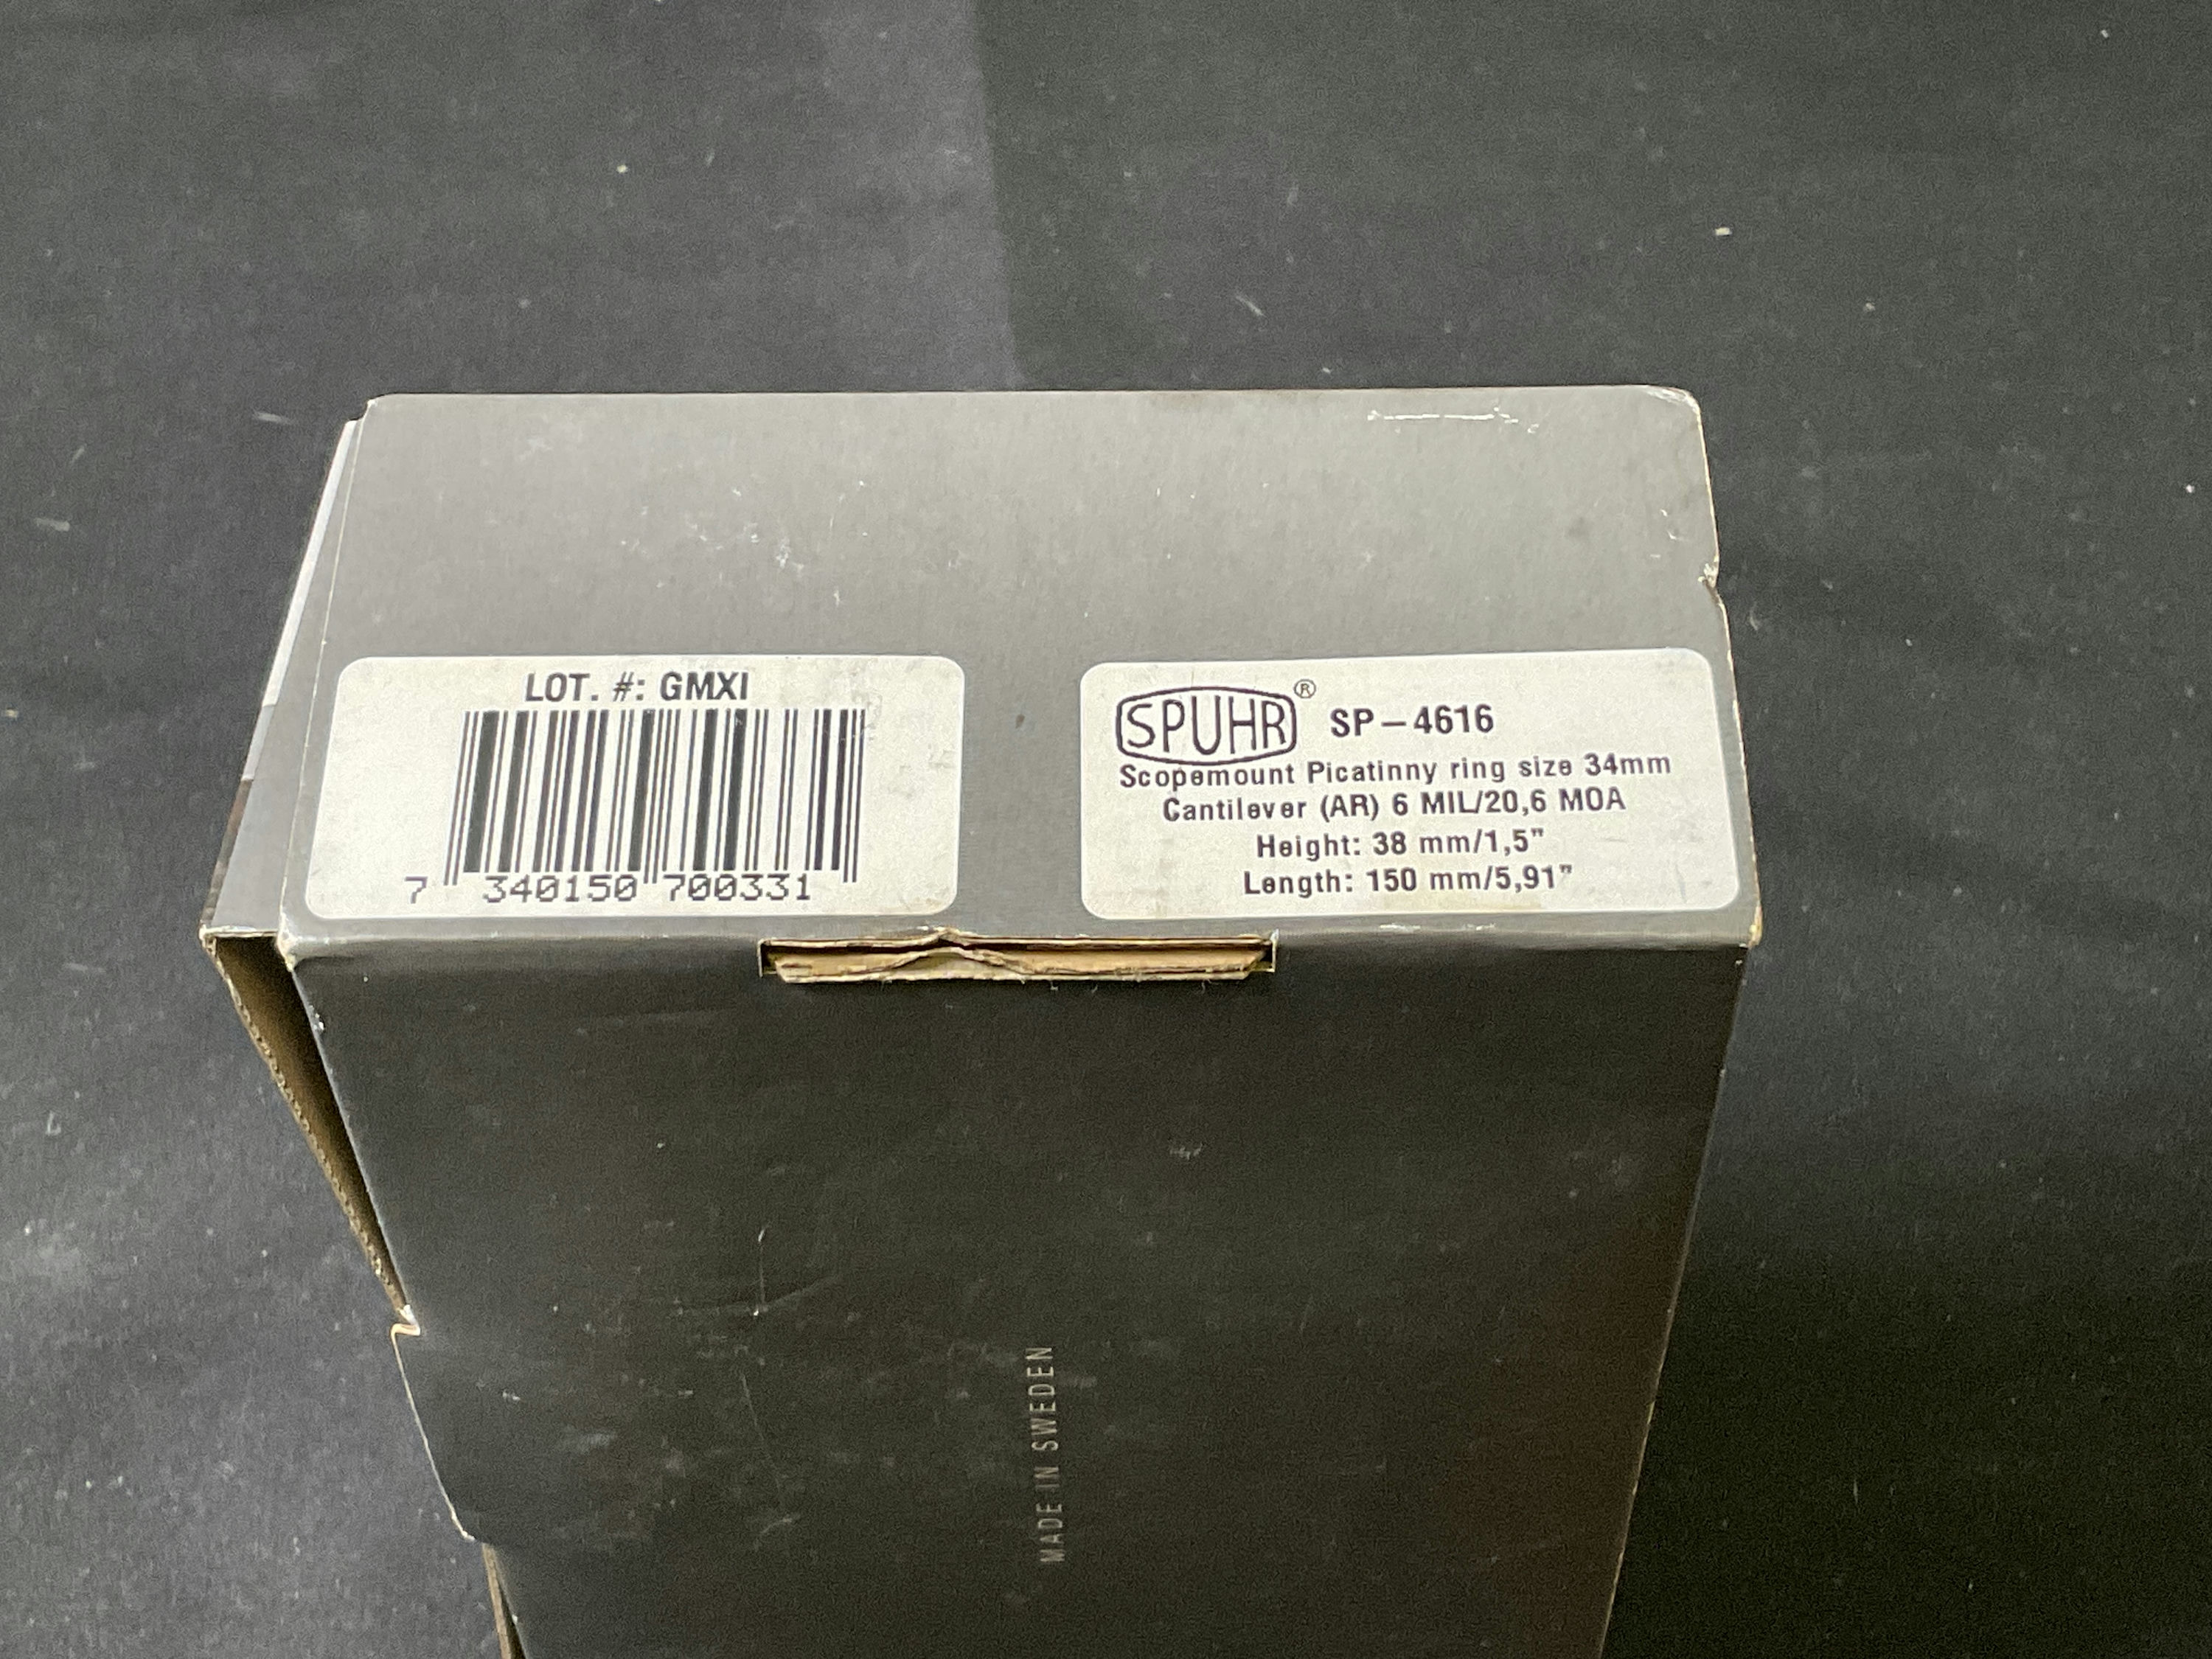 LOT. #: GMXI
7 340150 700331
SPUHR® SP-4616
Scopemount Picatinny ring size 34mm
Cantilever (AR) 6 MIL/20,6 MOA
Height: 38 mm/1,5"
Length: 150 mm/5,91"
MADE IN SWEDEN